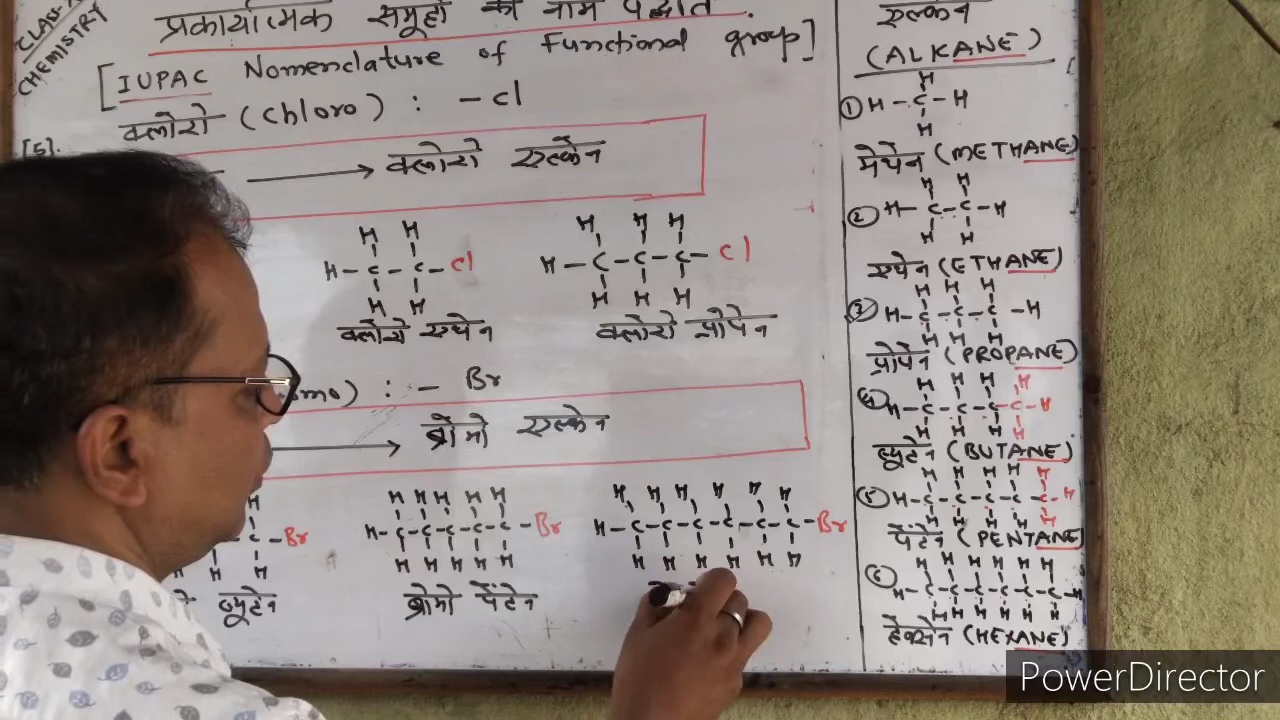 CLASS-X
CHEMISTRY
प्रकार्यात्मक समूहों का नाम पद्धति.
[IUPAC Nomenclature of Functional group]
[5]. क्लोरो (Chloro) : - Cl
→ क्लोरो एल्केन
H H
H - C - C - Cl
H H
क्लोरो एथेन
H H H
H - C - C - C - Cl
H H H
क्लोरो प्रोपेन
omo) : - Br
→ ब्रोमो एल्केन
H
C - Br
H H
ब्यूटेन
H H H H H
H - C - C - C - C - C - Br
H H H H H
ब्रोमो पेंटेन
H H H H H H
H - C - C - C - C - C - C - Br
H H H H H H
एल्केन
(ALKANE)
① H
H - C - H
H
मेथेन (METHANE)
② H H
H - C - C - H
H H
एथेन (ETHANE)
③ H H H
H - C - C - C - H
H H H
प्रोपेन (PROPANE)
④ H H H H
H - C - C - C - C - H
H H H H
ब्यूटेन (BUTANE)
⑤ H H H H H
H - C - C - C - C - C - H
H H H H H
पेंटेन (PENTANE)
⑥ H H H H H H
H - C - C - C - C - C - C - H
H H H H H H
हेक्सेन (HEXANE)
PowerDirector